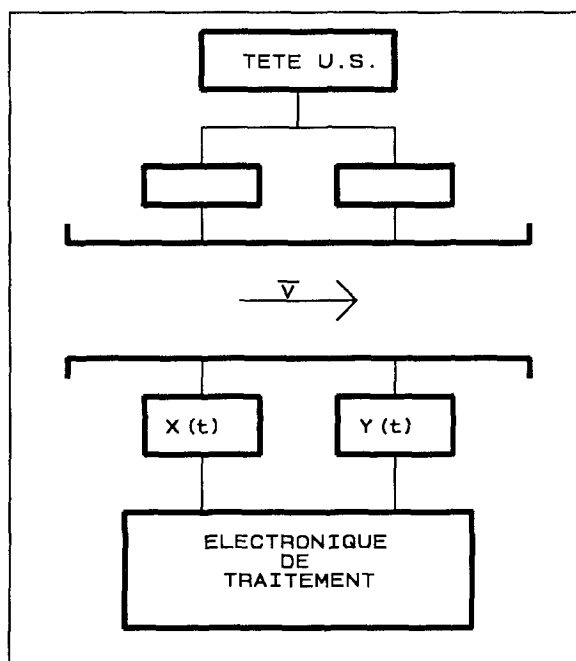 TETE U.S.
V
X(t) Y(t)
ELECTRONIQUE
DE
TRAITEMENT